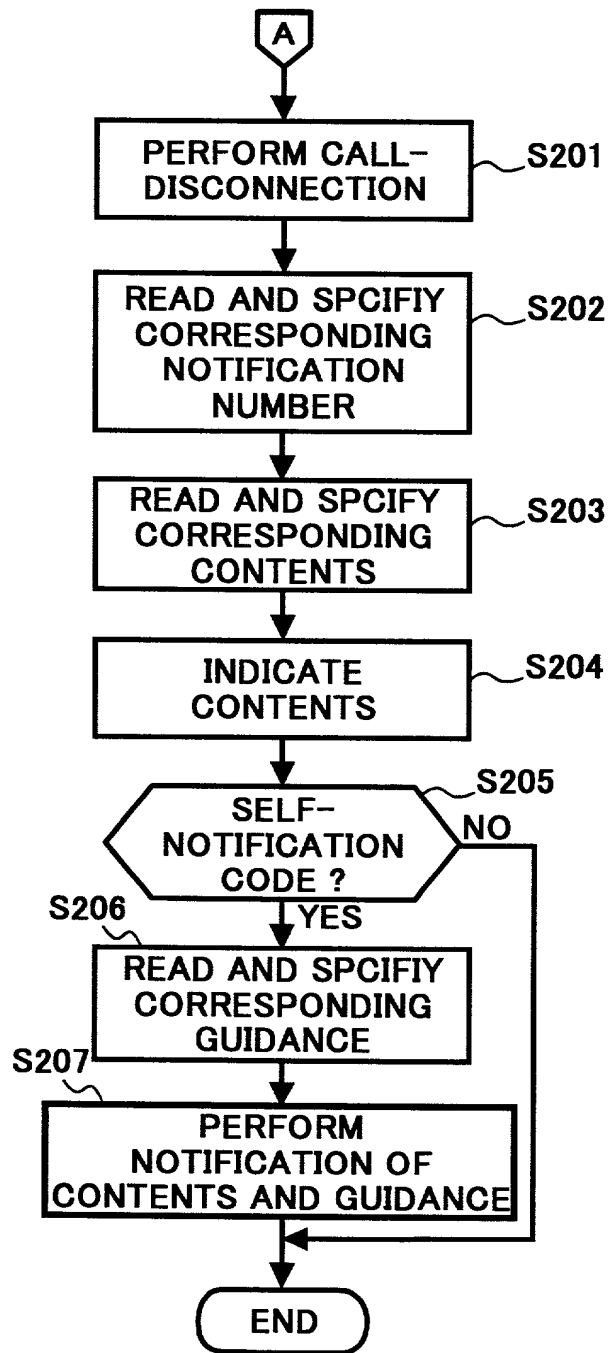 A
PERFORM CALL-
DISCONNECTION
S201
READ AND SPCIFIY
CORRESPONDING
NOTIFICATION
NUMBER
S202
READ AND SPCIFY
CORRESPONDING
CONTENTS
S203
INDICATE
CONTENTS
S204
SELF-
NOTIFICATION
CODE ?
S205
NO
YES
S206
READ AND SPCIFIY
CORRESPONDING
GUIDANCE
S207
PERFORM
NOTIFICATION OF
CONTENTS AND GUIDANCE
END